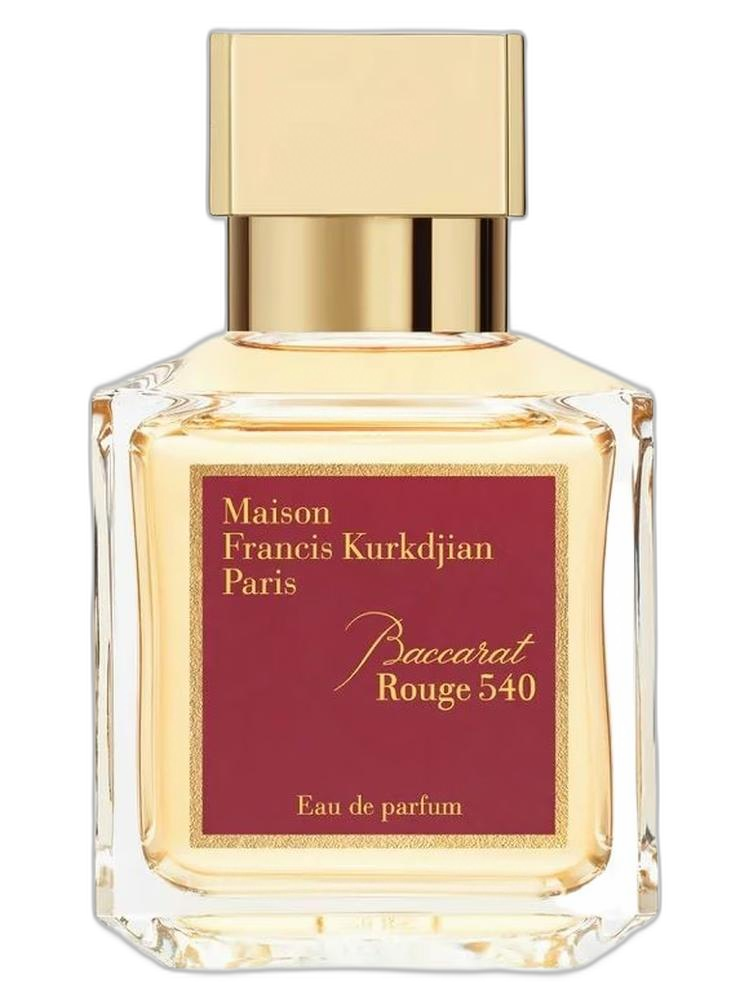 Maison
Francis Kurkdjian
Paris
Baccarat
Rouge 540
Eau de parfum